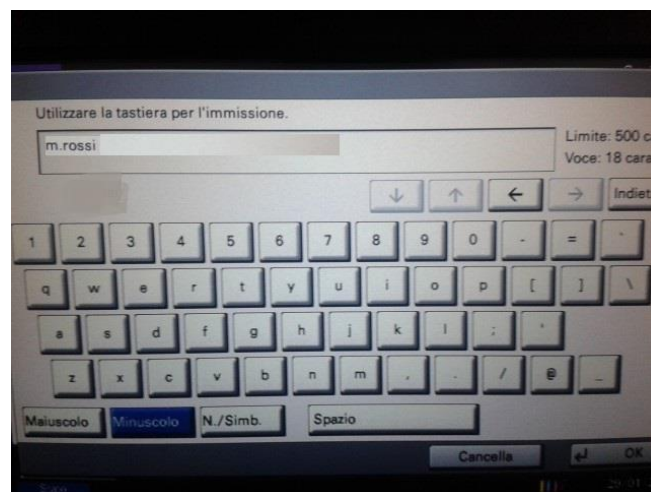 Utilizzare la tastiera per l'immissione.
m.rossi
Limite: 500 c
Voce: 18 cara
↓ ↑ ← → Indiet
1 2 3 4 5 6 7 8 9 0 - = `
q w e r t y u i o p [ ] \
a s d f g h j k l ; '
z x c v b n m , . / @ _
Maiuscolo Minuscolo N./Simb. Spazio
Cancella OK